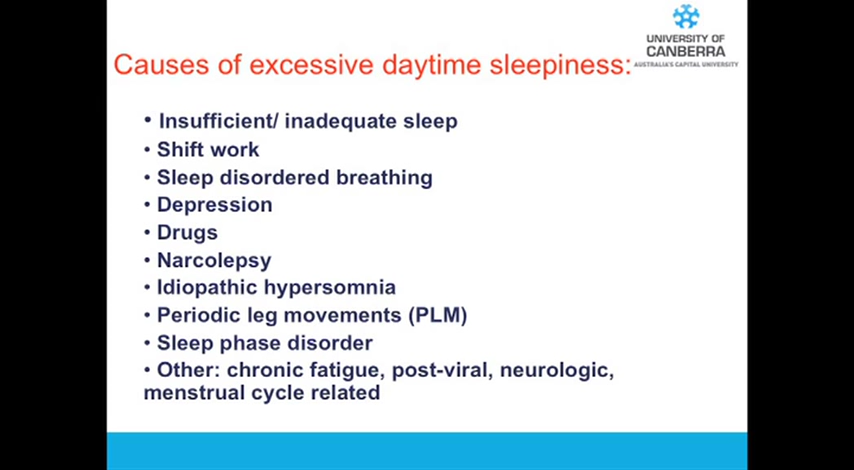 UNIVERSITY OF
CANBERRA
AUSTRALIA'S CAPITAL UNIVERSITY
Causes of excessive daytime sleepiness:
• Insufficient/ inadequate sleep
• Shift work
• Sleep disordered breathing
• Depression
• Drugs
• Narcolepsy
• Idiopathic hypersomnia
• Periodic leg movements (PLM)
• Sleep phase disorder
• Other: chronic fatigue, post-viral, neurologic,
menstrual cycle related